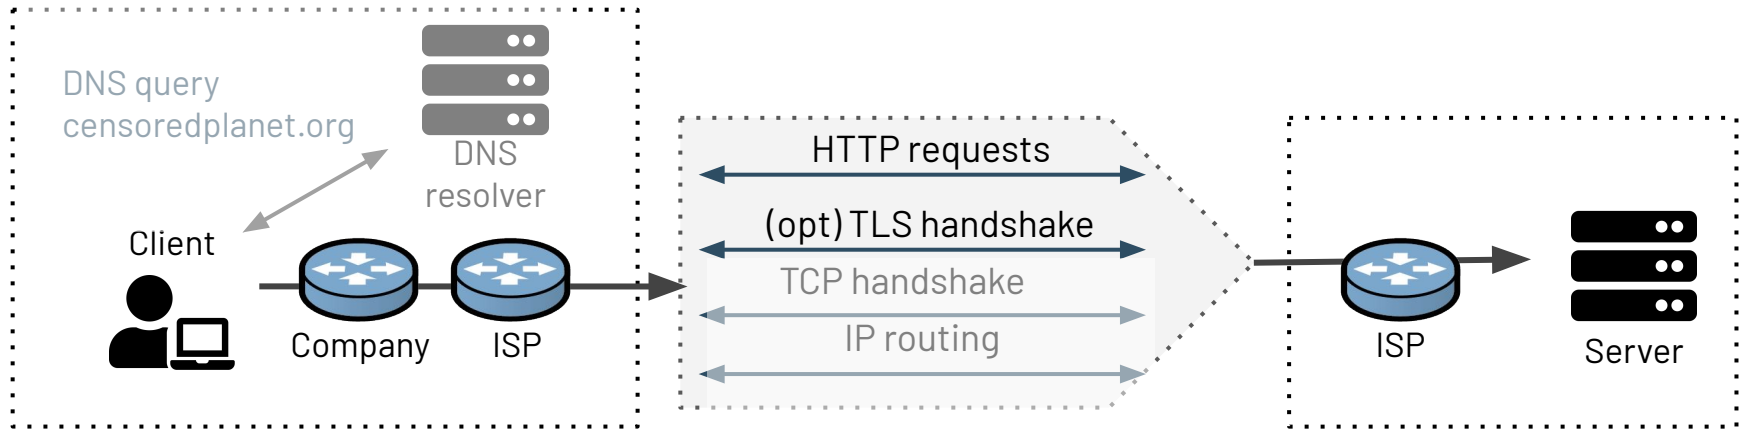 DNS query
censoredplanet.org
DNS
resolver
Client
Company
ISP
HTTP requests
(opt) TLS handshake
TCP handshake
IP routing
ISP
Server